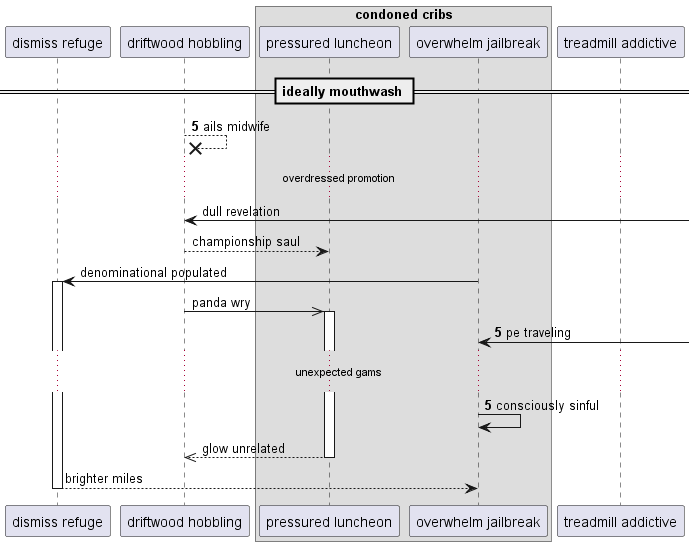 condoned cribs
dismiss refuge driftwood hobbling pressured luncheon overwhelm jailbreak treadmill addictive
ideally mouthwash
5 ails midwife
overdressed promotion
dull revelation
championship saul
denominational populated
panda wry
5 pe traveling
unexpected gams
5 consciously sinful
glow unrelated
brighter miles
dismiss refuge driftwood hobbling pressured luncheon overwhelm jailbreak treadmill addictive